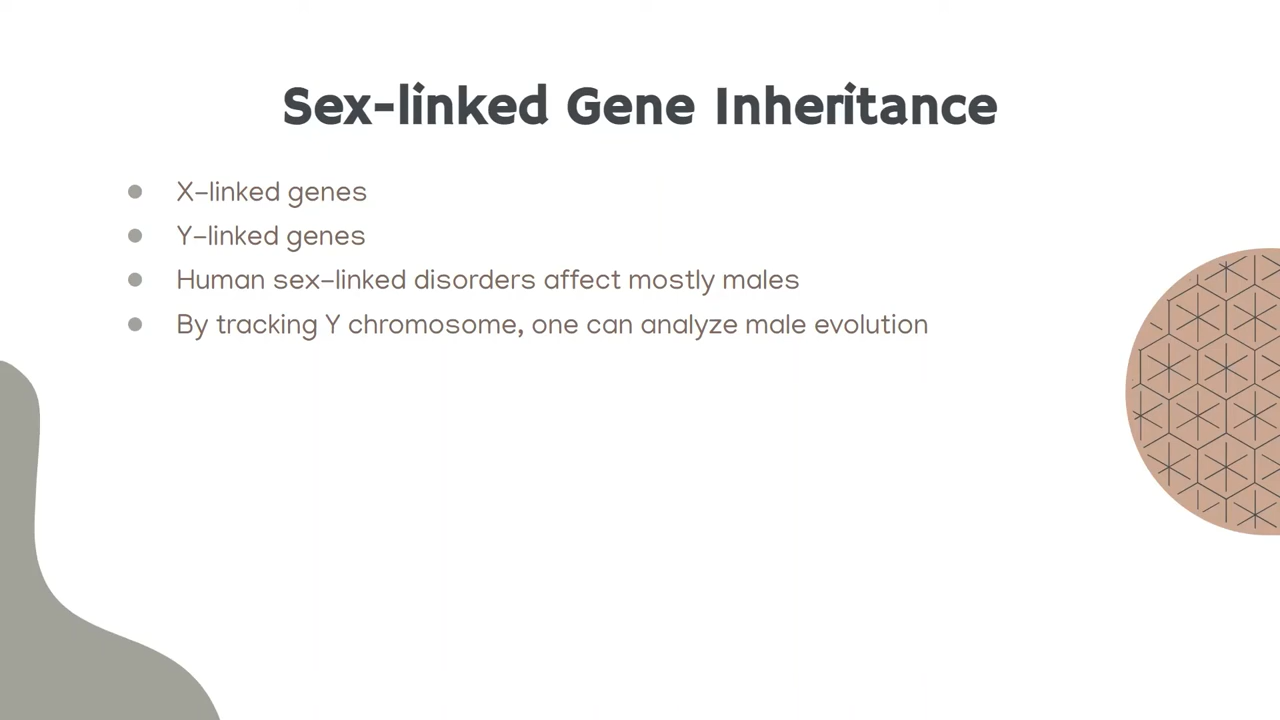 Sex-linked Gene Inheritance
X-linked genes
Y-linked genes
Human sex-linked disorders affect mostly males
By tracking Y chromosome, one can analyze male evolution